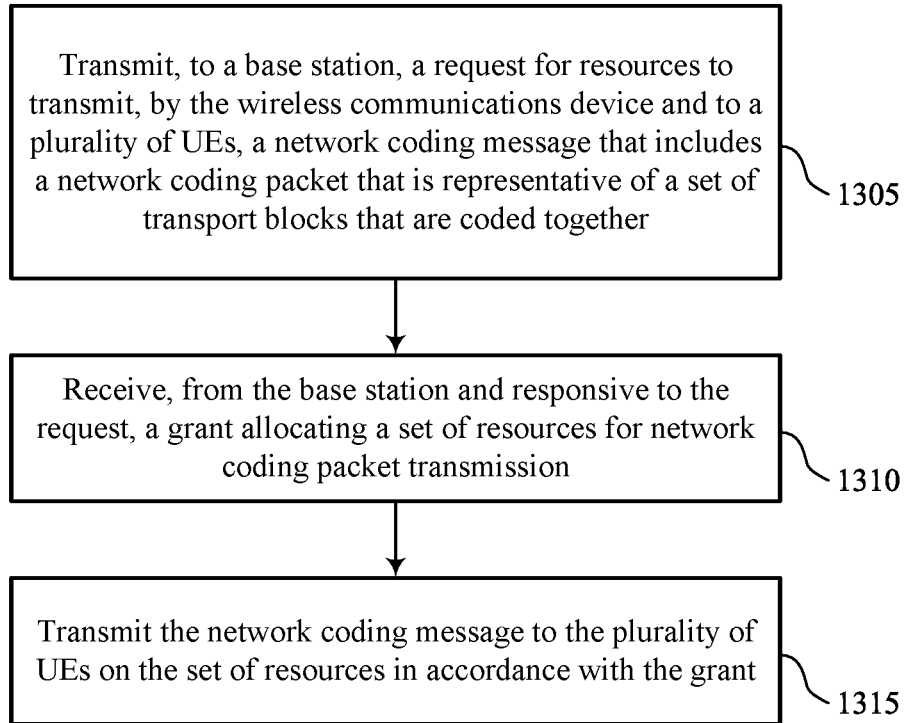 Transmit, to a base station, a request for resources to
transmit, by the wireless communications device and to a
plurality of UEs, a network coding message that includes
a network coding packet that is representative of a set of
transport blocks that are coded together
1305
Receive, from the base station and responsive to the
request, a grant allocating a set of resources for network
coding packet transmission
1310
Transmit the network coding message to the plurality of
UEs on the set of resources in accordance with the grant
1315